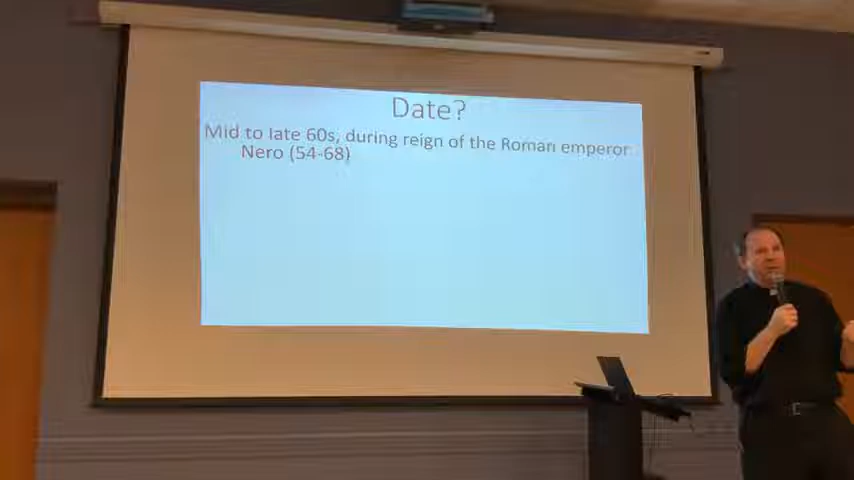 Date?
Mid to late 60s, during reign of the Roman emperor
Nero (54-68)